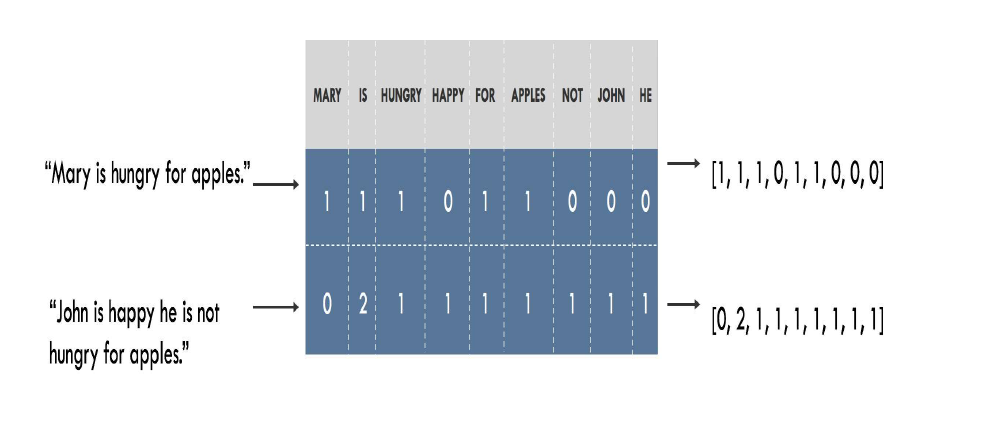 MARY IS HUNGRY HAPPY FOR APPLES NOT JOHN HE
“Mary is hungry for apples.”
1 1 1 0 1 1 0 0 0
[1, 1, 1, 0, 1, 1, 0, 0, 0]
“John is happy he is not
hungry for apples.”
0 2 1 1 1 1 1 1 1
[0, 2, 1, 1, 1, 1, 1, 1, 1]